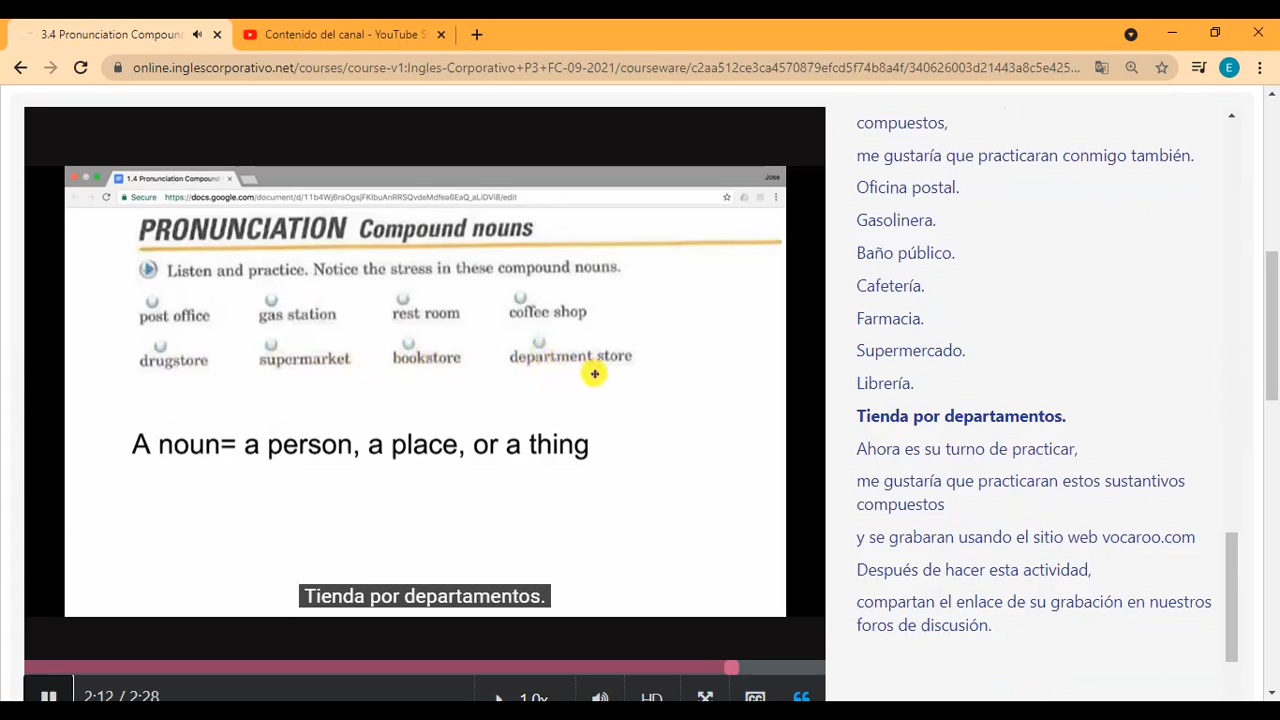 3.4 Pronunciation Compound
Contenido del canal - YouTube S
online.inglescorporativo.net/courses/course-v1:Ingles-Corporativo+P3+FC-09-2021/courseware/c2aa512ce3ca4570879efcd5f74b8a4f/340626003d21443a8c5e425...
E
1.4 Pronunciation Compound
Jose
Secure
PRONUNCIATION Compound nouns
Listen and practice. Notice the stress in these compound nouns.
post office gas station rest room coffee shop
drugstore supermarket bookstore department store
A noun= a person, a place, or a thing
Tienda por departamentos.
2:12 / 2:28
1.0x
HD
CC
compuestos,
me gustaría que practicaran conmigo también.
Oficina postal.
Gasolinera.
Baño público.
Cafetería.
Farmacia.
Supermercado.
Librería.
Tienda por departamentos.
Ahora es su turno de practicar,
me gustaría que practicaran estos sustantivos
compuestos
y se grabaran usando el sitio web vocaroo.com
Después de hacer esta actividad,
compartan el enlace de su grabación en nuestros
foros de discusión.